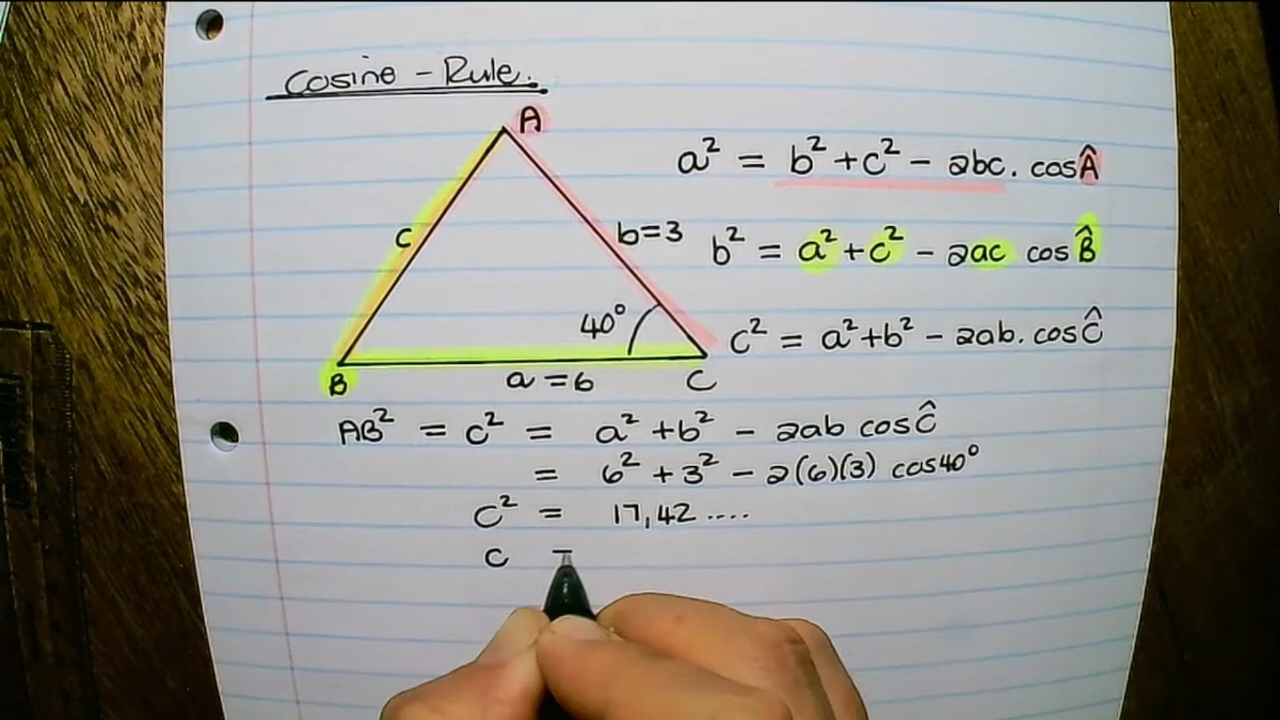 Cosine - Rule.
A
a² = b² + c² - 2bc. cosÂ
c
b=3
b² = a² + c² - 2ac cosB̂
40°
c² = a² + b² - 2ab. cosĈ
B
a = 6
C
AB² = c² = a² + b² - 2ab cosĈ
= 6² + 3² - 2(6)(3) cos40°
C² = 17,42....
C =